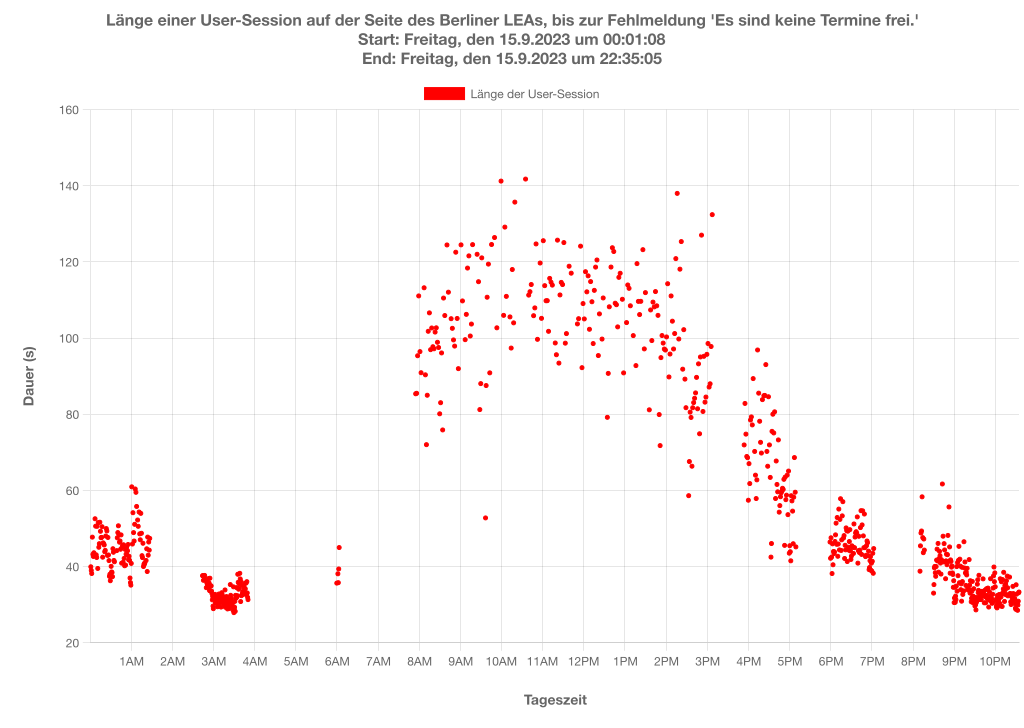 Länge einer User-Session auf der Seite des Berliner LEAs, bis zur Fehlmeldung 'Es sind keine Termine frei.'
Start: Freitag, den 15.9.2023 um 00:01:08
End: Freitag, den 15.9.2023 um 22:35:05
Länge der User-Session
160
140
120
100
80
60
40
20
Dauer (s)
1AM 2AM 3AM 4AM 5AM 6AM 7AM 8AM 9AM 10AM 11AM 12PM 1PM 2PM 3PM 4PM 5PM 6PM 7PM 8PM 9PM 10PM
Tageszeit